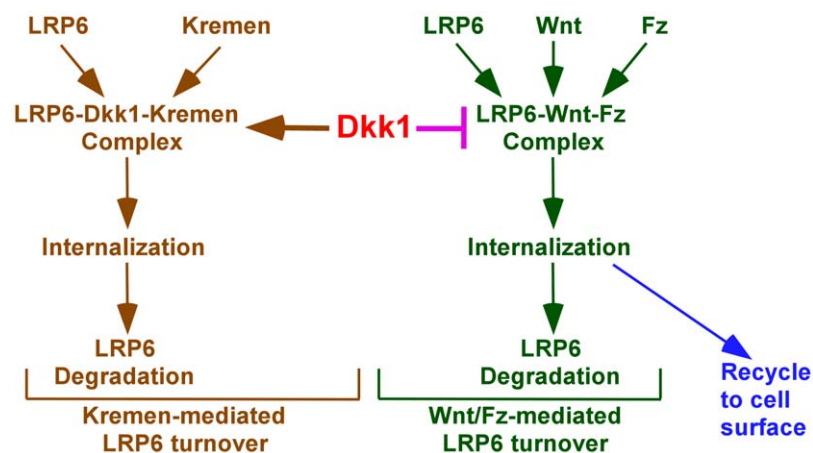 LRP6 Kremen
LRP6-Dkk1-Kremen
Complex
Internalization
LRP6
Degradation
Kremen-mediated
LRP6 turnover
Dkk1
LRP6 Wnt Fz
LRP6-Wnt-Fz
Complex
Internalization
LRP6
Degradation
Wnt/Fz-mediated
LRP6 turnover
Recycle
to cell
surface